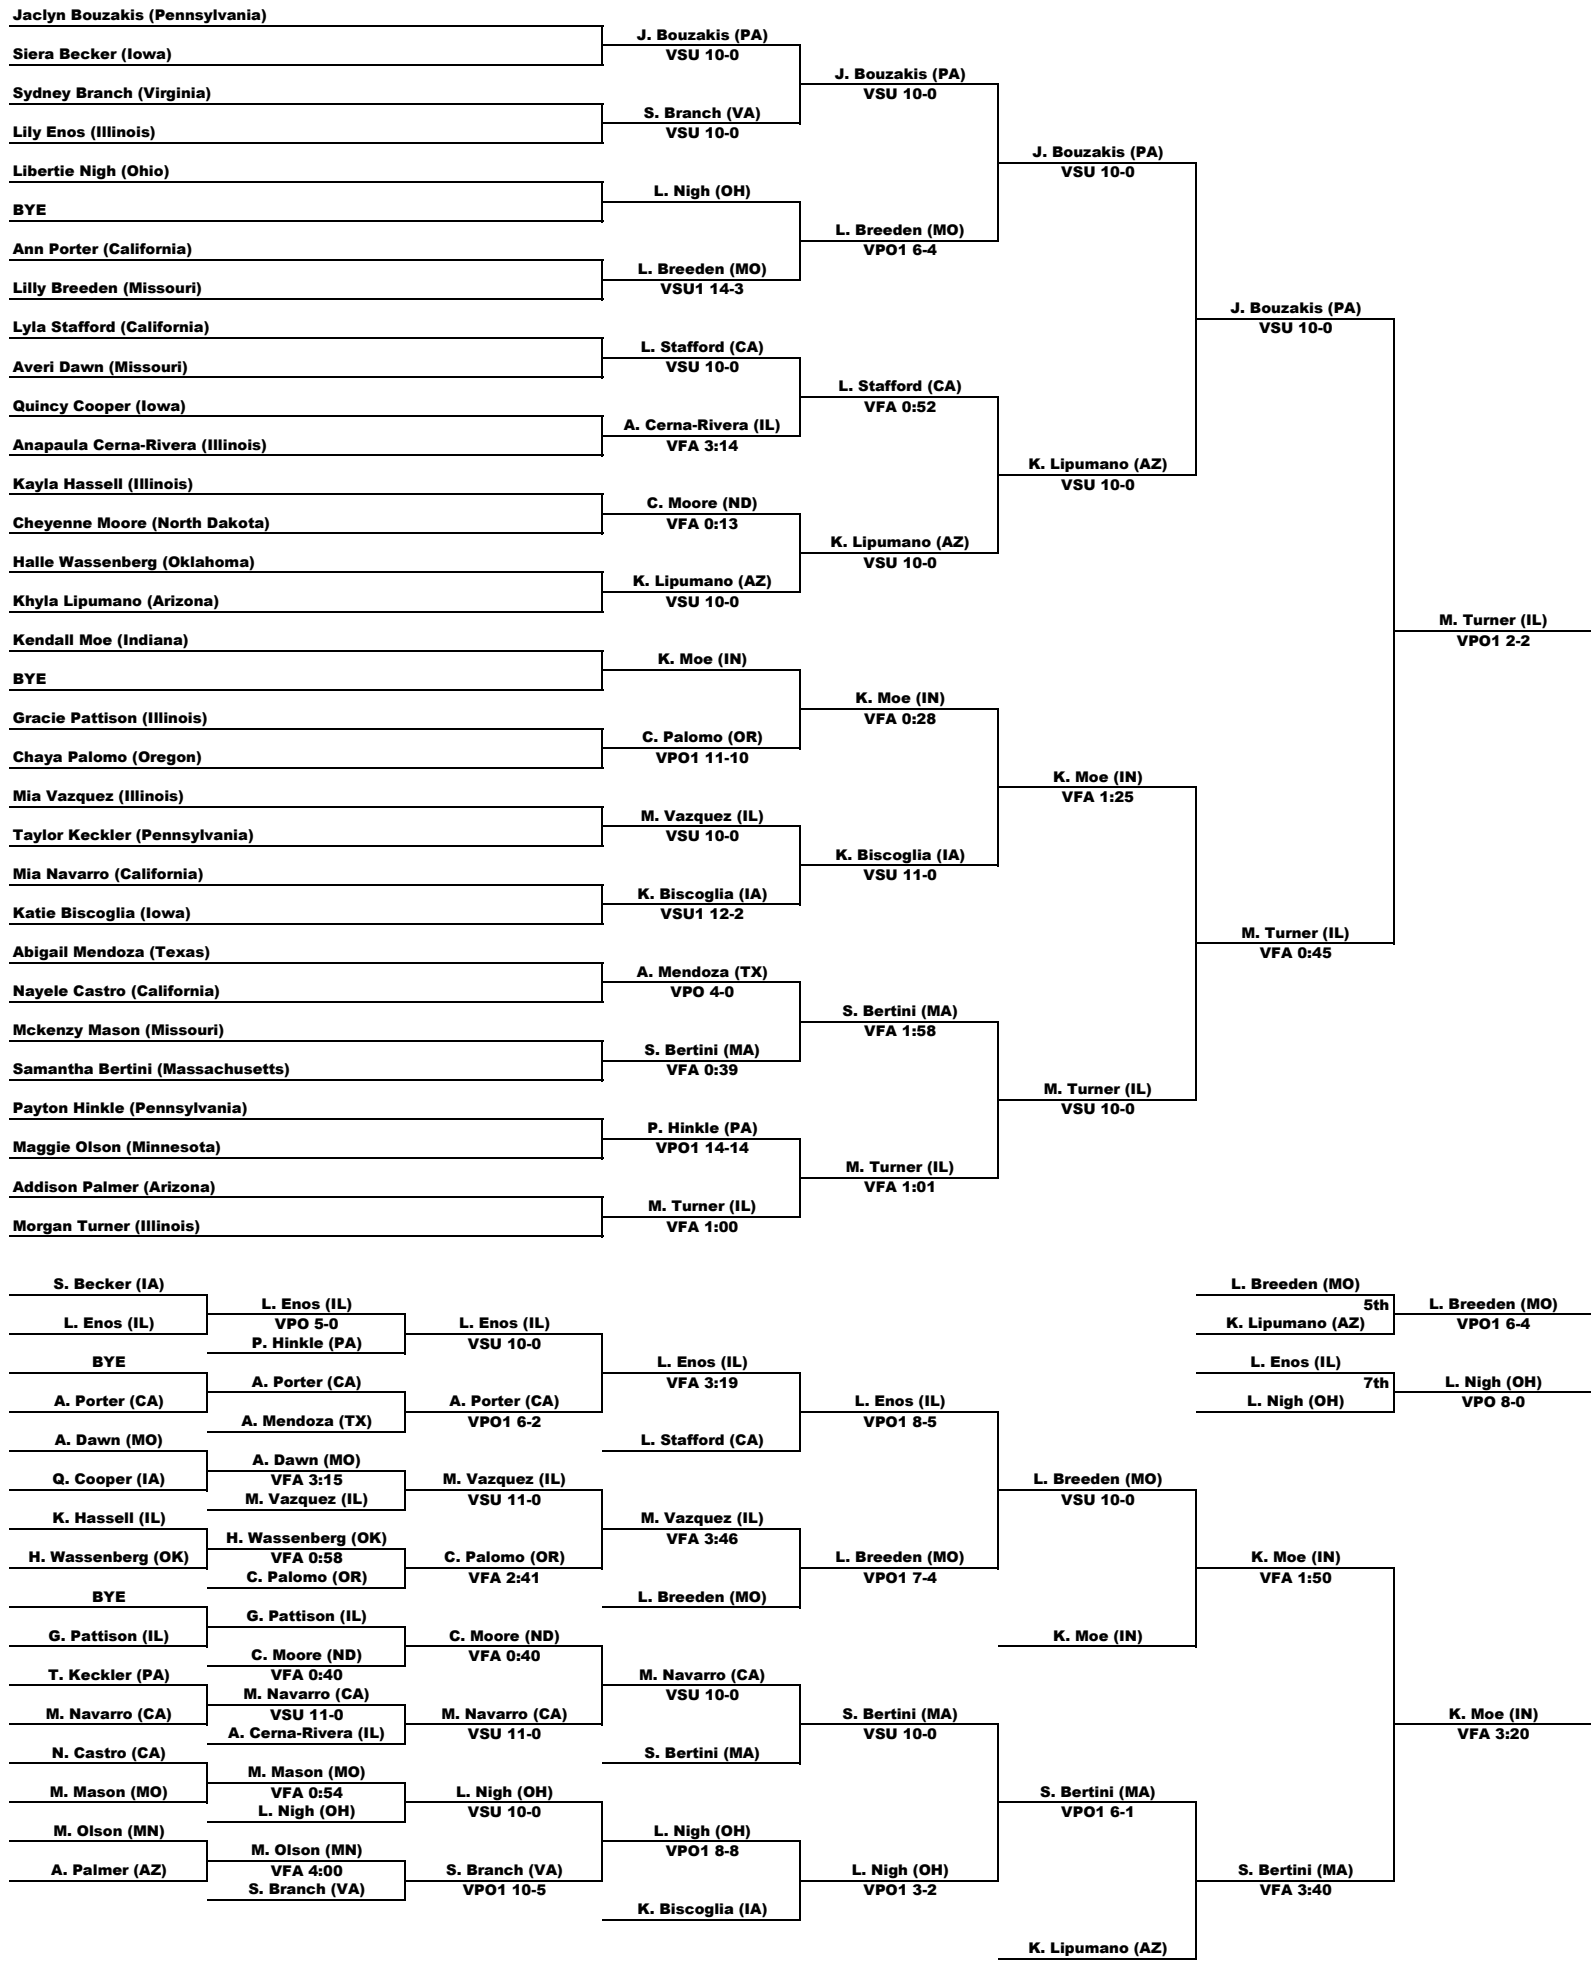 Jaclyn Bouzakis (Pennsylvania)
J. Bouzakis (PA)
Siera Becker (Iowa)
VSU 10-0
J. Bouzakis (PA)
Sydney Branch (Virginia)
VSU 10-0
S. Branch (VA)
Lily Enos (Illinois)
VSU 10-0
J. Bouzakis (PA)
Libertie Nigh (Ohio)
VSU 10-0
L. Nigh (OH)
BYE
L. Breeden (MO)
Ann Porter (California)
VPO1 6-4
L. Breeden (MO)
Lilly Breeden (Missouri)
VSU1 14-3
J. Bouzakis (PA)
Lyla Stafford (California)
VSU 10-0
L. Stafford (CA)
Averi Dawn (Missouri)
VSU 10-0
L. Stafford (CA)
Quincy Cooper (Iowa)
VFA 0:52
A. Cerna-Rivera (IL)
Anapaula Cerna-Rivera (Illinois)
VFA 3:14
K. Lipumano (AZ)
Kayla Hassell (Illinois)
VSU 10-0
C. Moore (ND)
Cheyenne Moore (North Dakota)
VFA 0:13
K. Lipumano (AZ)
Halle Wassenberg (Oklahoma)
VSU 10-0
K. Lipumano (AZ)
Khyla Lipumano (Arizona)
VSU 10-0
M. Turner (IL)
Kendall Moe (Indiana)
VPO1 2-2
K. Moe (IN)
BYE
K. Moe (IN)
Gracie Pattison (Illinois)
VFA 0:28
C. Palomo (OR)
Chaya Palomo (Oregon)
VPO1 11-10
K. Moe (IN)
Mia Vazquez (Illinois)
VFA 1:25
M. Vazquez (IL)
Taylor Keckler (Pennsylvania)
VSU 10-0
K. Biscoglia (IA)
Mia Navarro (California)
VSU 11-0
K. Biscoglia (IA)
Katie Biscoglia (Iowa)
VSU1 12-2
M. Turner (IL)
Abigail Mendoza (Texas)
VFA 0:45
A. Mendoza (TX)
Nayele Castro (California)
VPO 4-0
S. Bertini (MA)
Mckenzy Mason (Missouri)
VFA 1:58
S. Bertini (MA)
Samantha Bertini (Massachusetts)
VFA 0:39
M. Turner (IL)
Payton Hinkle (Pennsylvania)
VSU 10-0
P. Hinkle (PA)
Maggie Olson (Minnesota)
VPO1 14-14
M. Turner (IL)
Addison Palmer (Arizona)
VFA 1:01
M. Turner (IL)
Morgan Turner (Illinois)
VFA 1:00
S. Becker (IA)
L. Breeden (MO)
L. Enos (IL)
5th
L. Breeden (MO)
L. Enos (IL)
VPO 5-0
L. Enos (IL)
K. Lipumano (AZ)
VPO1 6-4
P. Hinkle (PA)
VSU 10-0
BYE
L. Enos (IL)
L. Enos (IL)
A. Porter (CA)
VFA 3:19
7th
L. Nigh (OH)
A. Porter (CA)
A. Porter (CA)
L. Enos (IL)
L. Nigh (OH)
VPO 8-0
A. Mendoza (TX)
VPO1 6-2
VPO1 8-5
A. Dawn (MO)
L. Stafford (CA)
A. Dawn (MO)
Q. Cooper (IA)
VFA 3:15
M. Vazquez (IL)
L. Breeden (MO)
M. Vazquez (IL)
VSU 11-0
VSU 10-0
K. Hassell (IL)
M. Vazquez (IL)
H. Wassenberg (OK)
VFA 3:46
H. Wassenberg (OK)
VFA 0:58
C. Palomo (OR)
L. Breeden (MO)
K. Moe (IN)
C. Palomo (OR)
VFA 2:41
VPO1 7-4
VFA 1:50
BYE
L. Breeden (MO)
G. Pattison (IL)
G. Pattison (IL)
C. Moore (ND)
K. Moe (IN)
C. Moore (ND)
VFA 0:40
T. Keckler (PA)
VFA 0:40
M. Navarro (CA)
M. Navarro (CA)
VSU 10-0
M. Navarro (CA)
VSU 11-0
M. Navarro (CA)
S. Bertini (MA)
K. Moe (IN)
A. Cerna-Rivera (IL)
VSU 11-0
VSU 10-0
VFA 3:20
N. Castro (CA)
S. Bertini (MA)
M. Mason (MO)
M. Mason (MO)
VFA 0:54
L. Nigh (OH)
S. Bertini (MA)
L. Nigh (OH)
VSU 10-0
VPO1 6-1
M. Olson (MN)
L. Nigh (OH)
M. Olson (MN)
VPO1 8-8
A. Palmer (AZ)
VFA 4:00
S. Branch (VA)
L. Nigh (OH)
S. Bertini (MA)
S. Branch (VA)
VPO1 10-5
VPO1 3-2
VFA 3:40
K. Biscoglia (IA)
K. Lipumano (AZ)